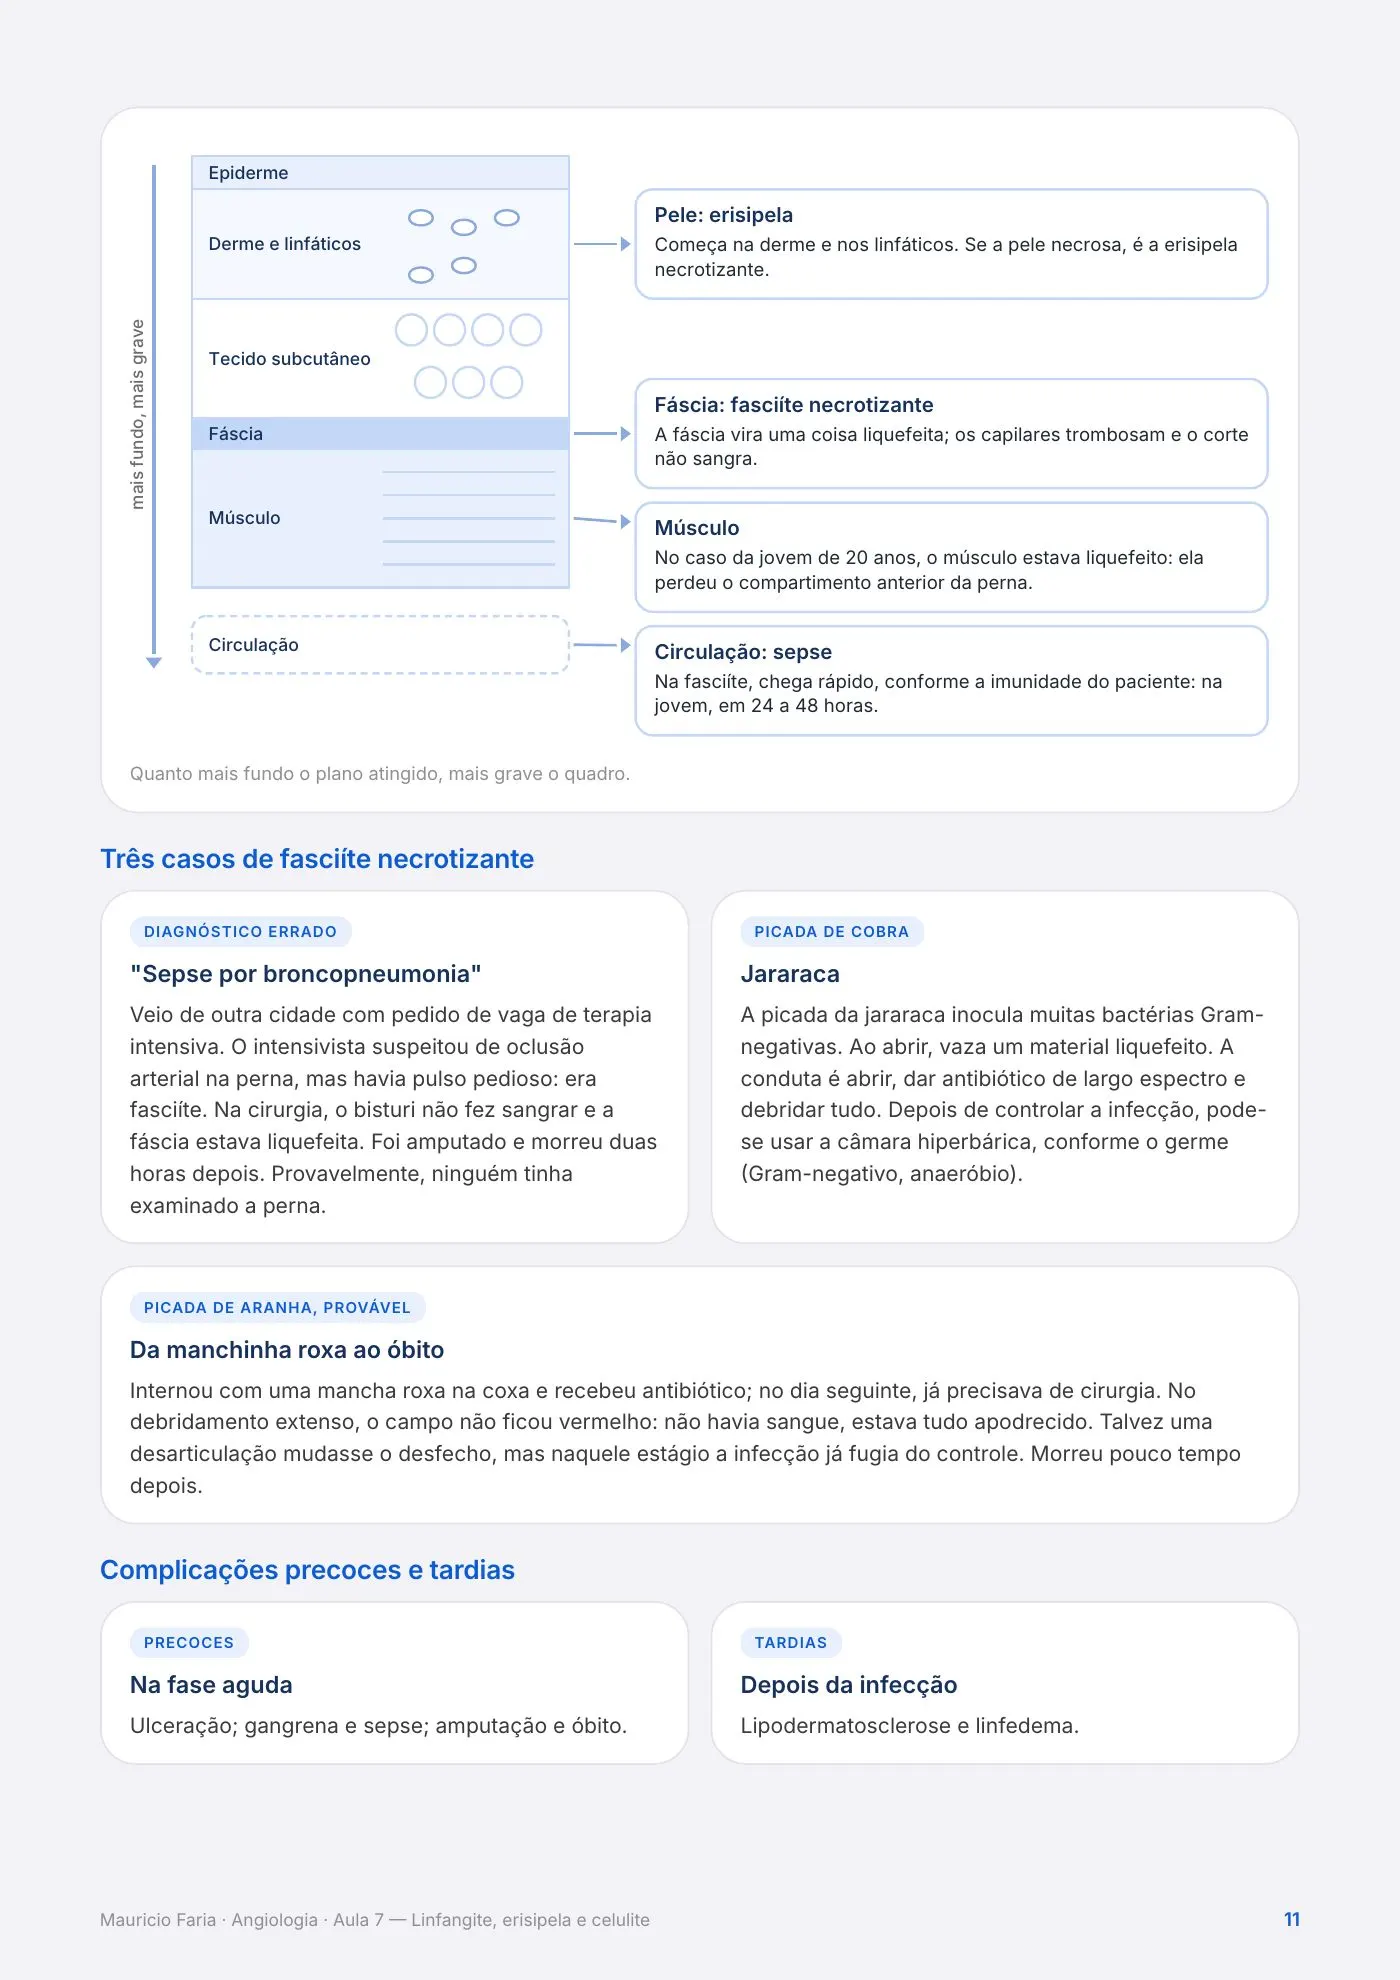 mais fundo, mais grave
Epiderme
Derme e linfáticos
Tecido subcutâneo
Fáscia
Músculo
Circulação
Pele: erisipela
Começa na derme e nos linfáticos. Se a pele necrosa, é a erisipela
necrotizante.
Fáscia: fasciíte necrotizante
A fáscia vira uma coisa liquefeita; os capilares trombosam e o corte
não sangra.
Músculo
No caso da jovem de 20 anos, o músculo estava liquefeito: ela
perdeu o compartimento anterior da perna.
Circulação: sepse
Na fasciíte, chega rápido, conforme a imunidade do paciente: na
jovem, em 24 a 48 horas.
Quanto mais fundo o plano atingido, mais grave o quadro.
Três casos de fasciíte necrotizante
DIAGNÓSTICO ERRADO
"Sepse por broncopneumonia"
Veio de outra cidade com pedido de vaga de terapia
intensiva. O intensivista suspeitou de oclusão
arterial na perna, mas havia pulso pedioso: era
fasciíte. Na cirurgia, o bisturi não fez sangrar e a
fáscia estava liquefeita. Foi amputado e morreu duas
horas depois. Provavelmente, ninguém tinha
examinado a perna.
PICADA DE COBRA
Jararaca
A picada da jararaca inocula muitas bactérias Gram-
negativas. Ao abrir, vaza um material liquefeito. A
conduta é abrir, dar antibiótico de largo espectro e
debridar tudo. Depois de controlar a infecção, pode-
se usar a câmara hiperbárica, conforme o germe
(Gram-negativo, anaeróbio).
PICADA DE ARANHA, PROVÁVEL
Da manchinha roxa ao óbito
Internou com uma mancha roxa na coxa e recebeu antibiótico; no dia seguinte, já precisava de cirurgia. No
debridamento extenso, o campo não ficou vermelho: não havia sangue, estava tudo apodrecido. Talvez uma
desarticulação mudasse o desfecho, mas naquele estágio a infecção já fugia do controle. Morreu pouco tempo
depois.
Complicações precoces e tardias
PRECOCES
Na fase aguda
Ulceração; gangrena e sepse; amputação e óbito.
TARDIAS
Depois da infecção
Lipodermatosclerose e linfedema.
Mauricio Faria · Angiologia · Aula 7 — Linfangite, erisipela e celulite
11